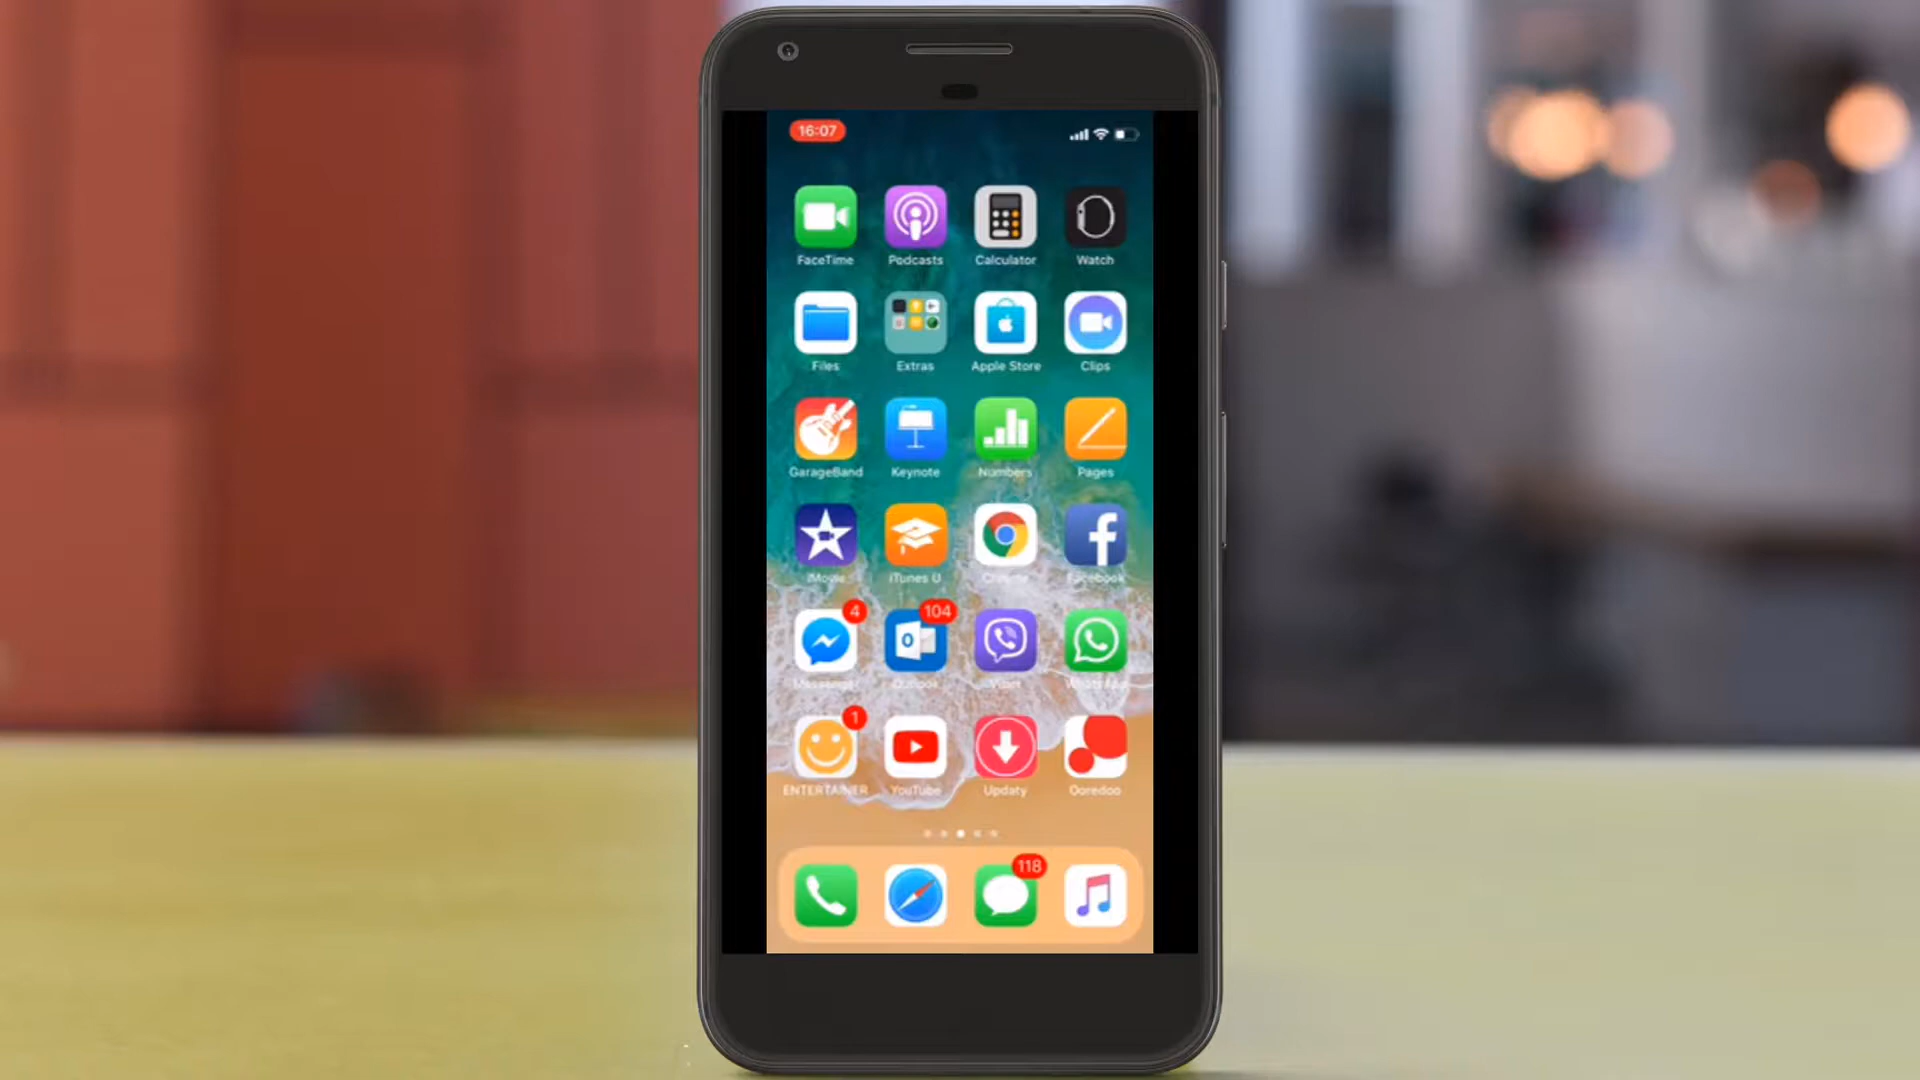 16:07
FaceTime Podcasts Calculator Watch
Files Extras Apple Store Clips
GarageBand Keynote Numbers Pages
iMovie iTunes U Chrome Facebook
4 104
Messenger Outlook Viber WhatsApp
1
ENTERTAINER YouTube Updaty Ooredoo
118